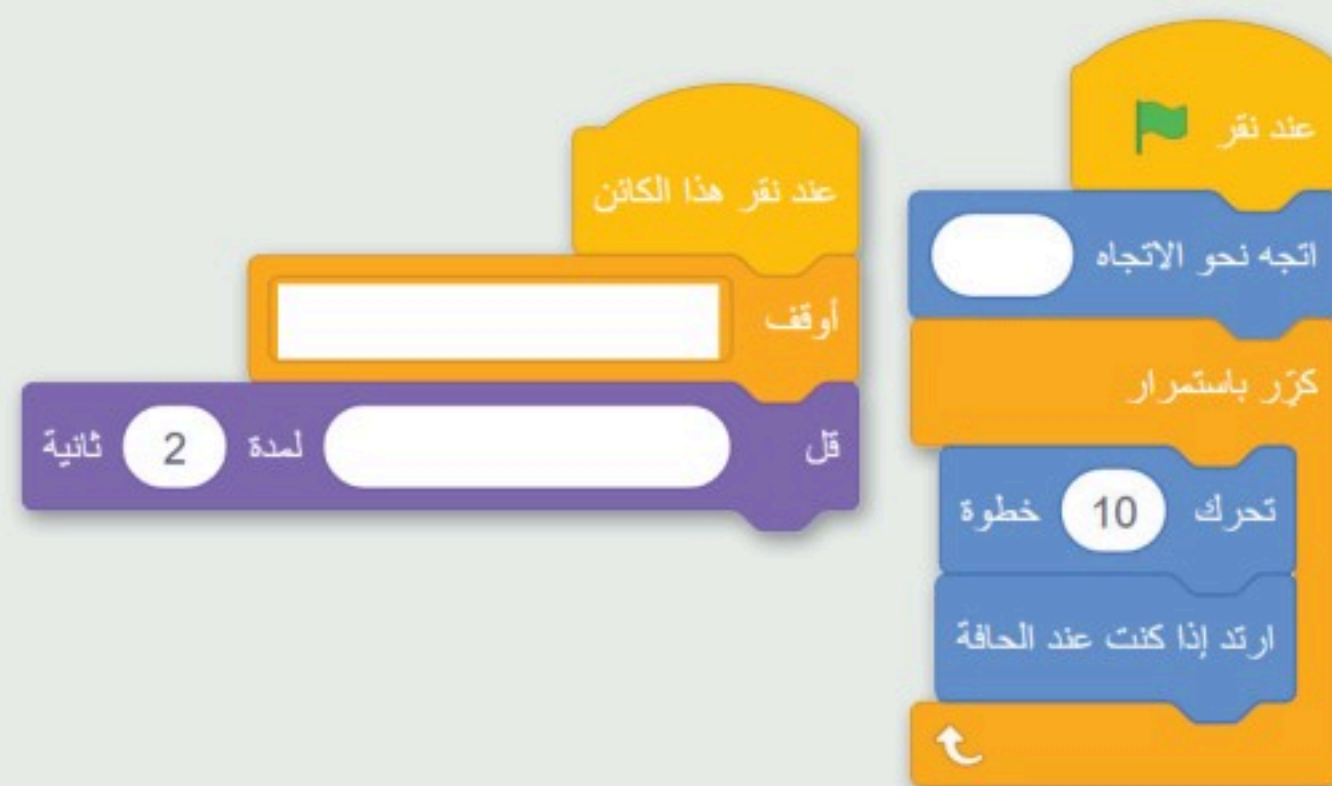 عند نقر
اتجه نحو الاتجاه
كرّر باستمرار
تحرك 10 خطوة
ارتد إذا كنت عند الحافة
عند نقر هذا الكائن
أوقف
قل لمدة 2 ثانية